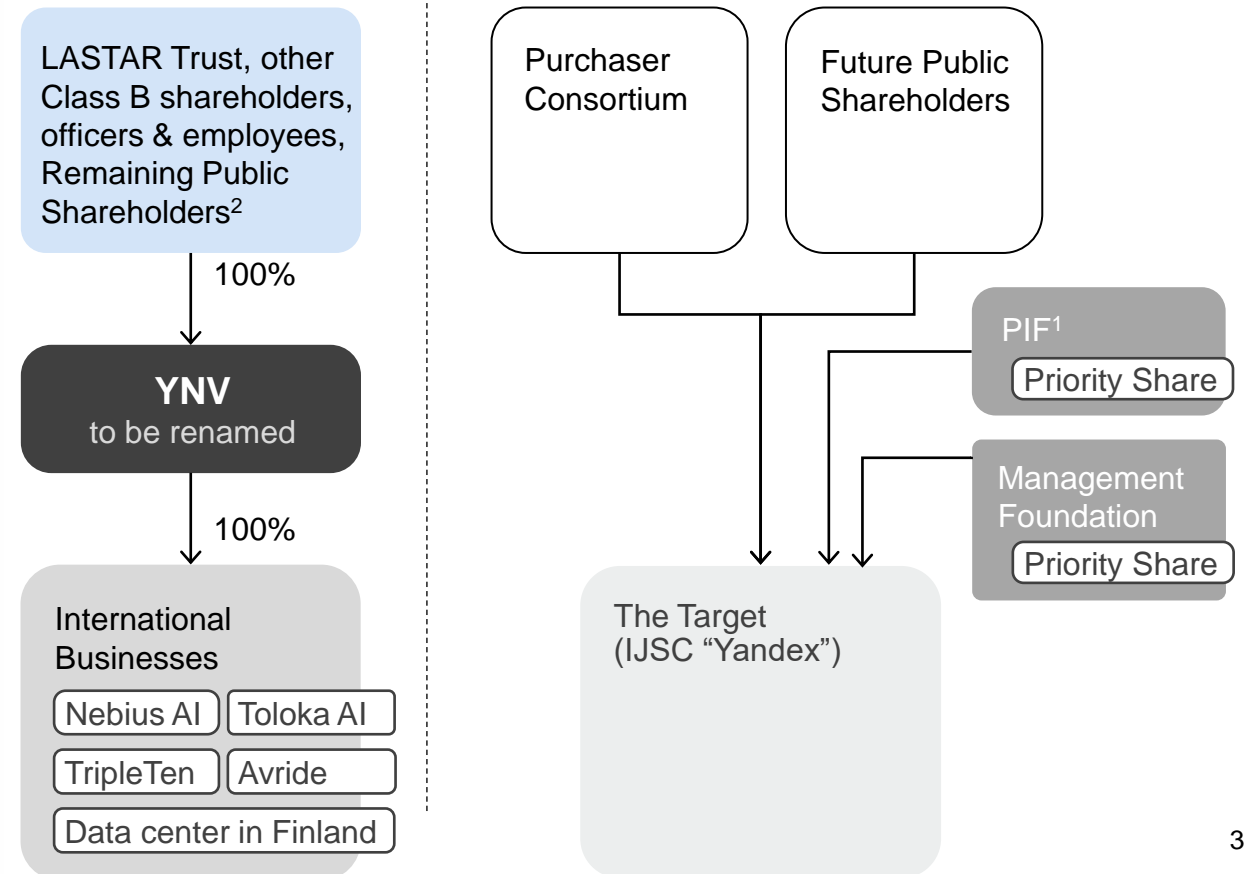 LASTAR Trust, other
Class B shareholders,
officers & employees,
Remaining Public
Shareholders²
100%
YNV
to be renamed
100%
International
Businesses
Nebius AI
Toloka AI
TripleTen
Avride
Data center in Finland
Purchaser
Consortium
Future Public
Shareholders
PIF¹
Priority Share
Management
Foundation
Priority Share
The Target
(IJSC “Yandex”)
3